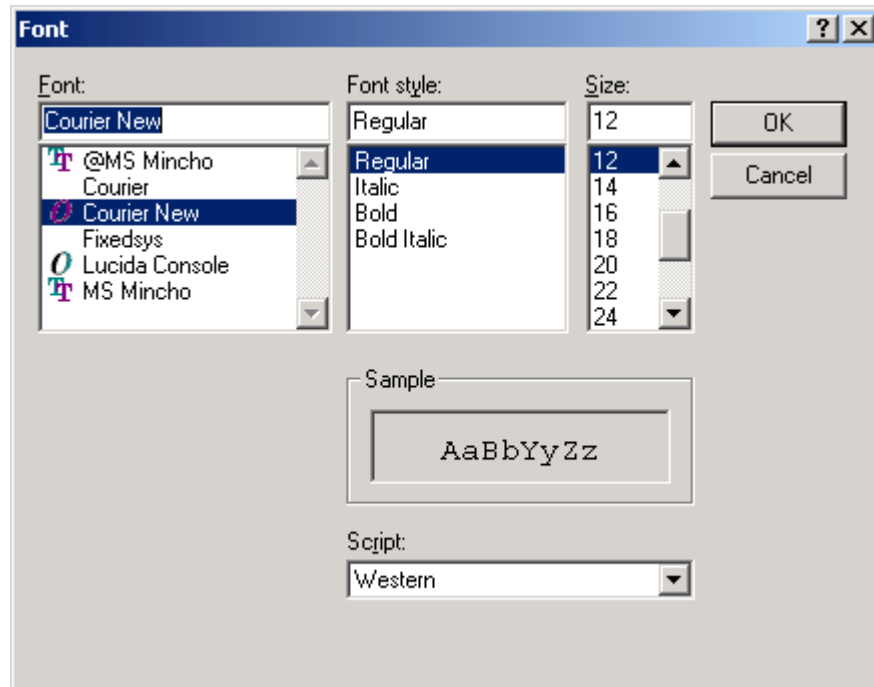 Font
Font:
Courier New
@MS Mincho
Courier
Courier New
Fixedsys
Lucida Console
MS Mincho
Font style:
Regular
Regular
Italic
Bold
Bold Italic
Size:
12
12
14
16
18
20
22
24
OK
Cancel
Sample
AaBbYyZz
Script:
Western